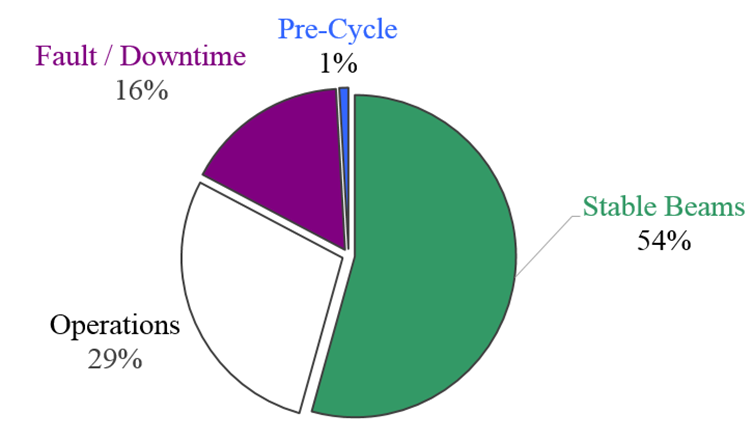 Pre-Cycle
1%
Fault / Downtime
16%
Stable Beams
54%
Operations
29%